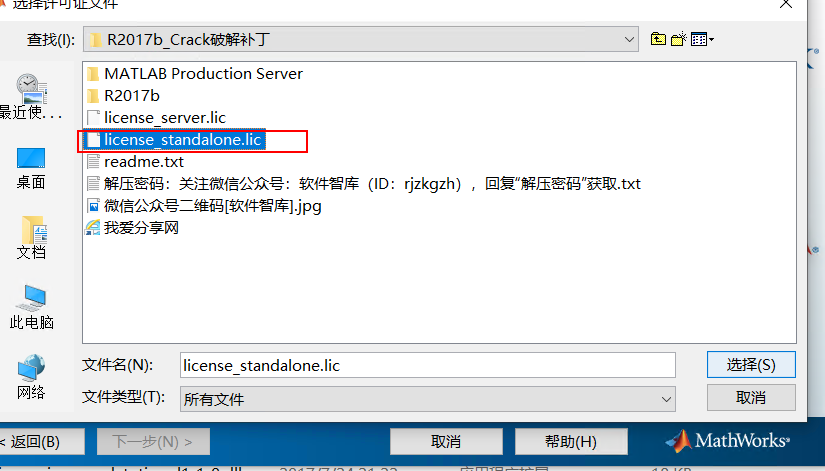 选择许可证文件
查找(I): R2017b_Crack破解补丁
MATLAB Production Server
R2017b
license_server.lic
license_standalone.lic
readme.txt
解压密码：关注微信公众号：软件智库（ID：rjzkgzh），回复“解压密码”获取.txt
微信公众号二维码[软件智库].jpg
我爱分享网
最近使...
桌面
文档
此电脑
网络
文件名(N): license_standalone.lic 选择(S)
文件类型(T): 所有文件 取消
< 返回(B) 下一步(N) > 取消 帮助(H) MathWorks®